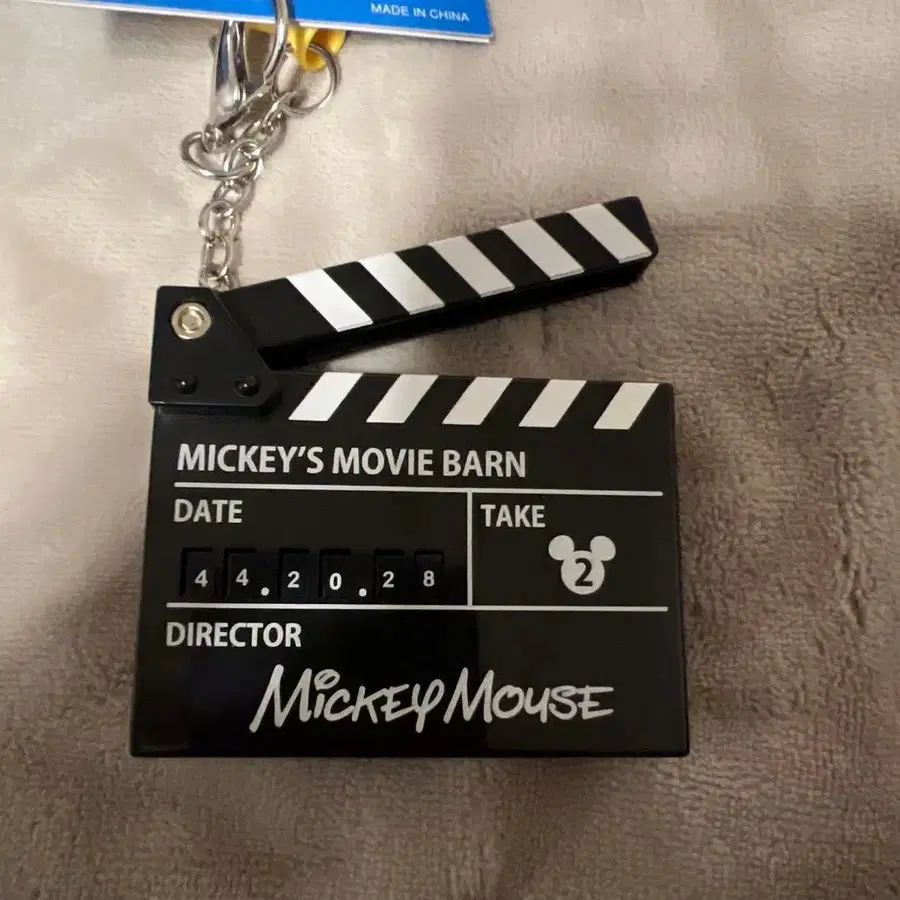 MADE IN CHINA
MICKEY'S MOVIE BARN
DATE
TAKE
44.20.28
2
DIRECTOR
Mickey Mouse